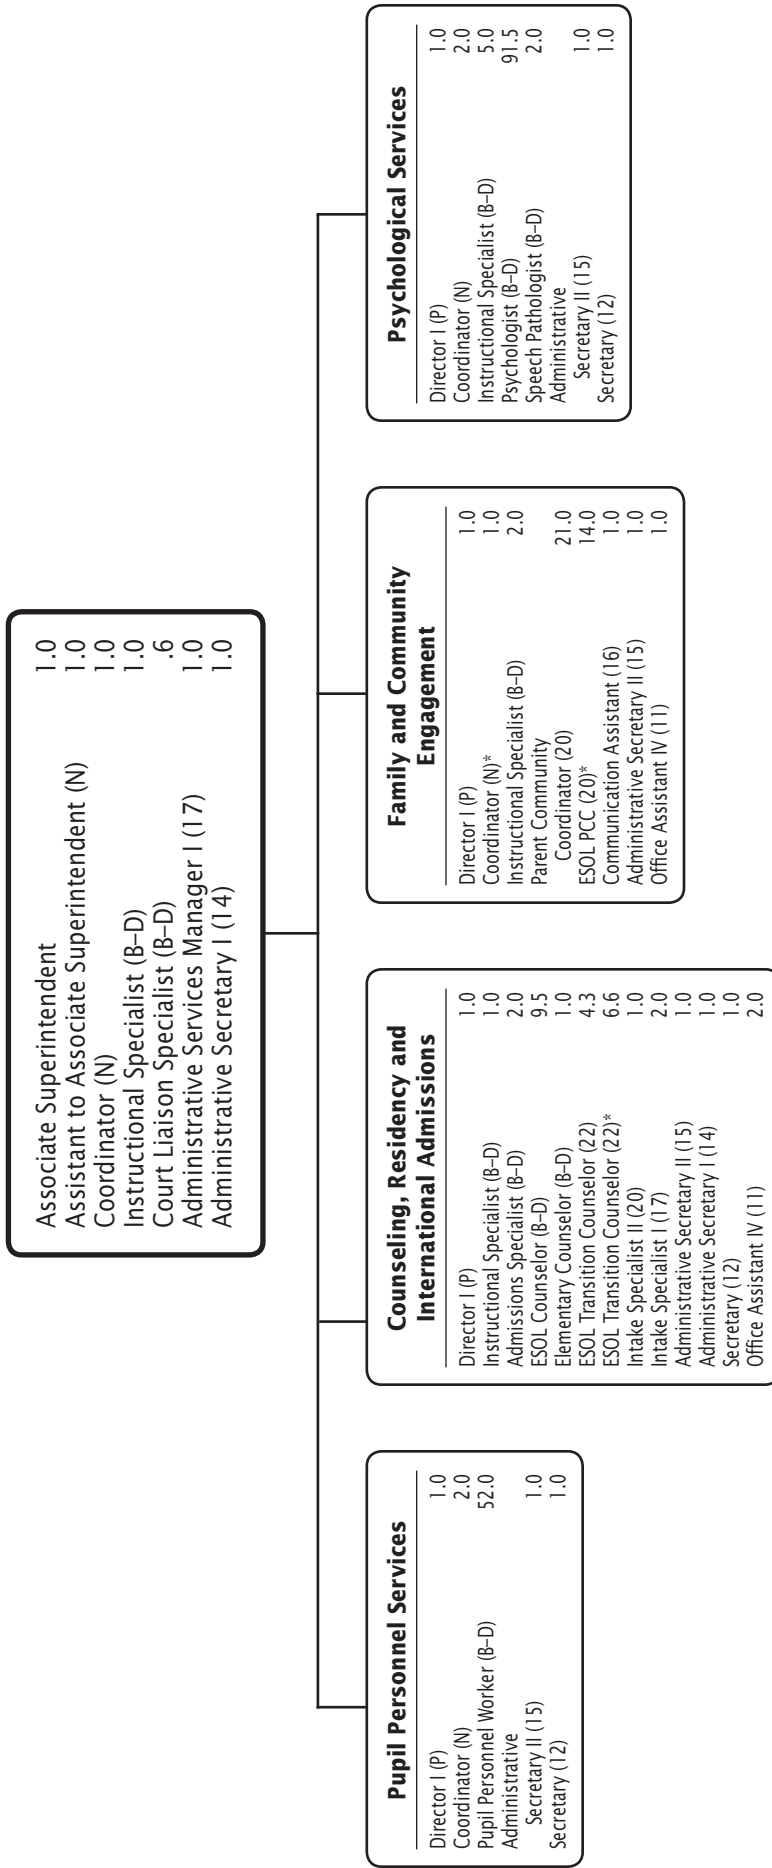 Associate Superintendent 1.0
Assistant to Associate Superintendent (N) 1.0
Coordinator (N) 1.0
Instructional Specialist (B–D) 1.0
Court Liaison Specialist (B–D) .6
Administrative Services Manager I (17) 1.0
Administrative Secretary I (14) 1.0
Pupil Personnel Services
Director I (P) 1.0
Coordinator (N) 2.0
Pupil Personnel Worker (B–D) 52.0
Administrative
Secretary II (15) 1.0
Secretary (12) 1.0
Counseling, Residency and
International Admissions
Director I (P) 1.0
Instructional Specialist (B–D) 1.0
Admissions Specialist (B–D) 2.0
ESOL Counselor (B–D) 9.5
Elementary Counselor (B–D) 1.0
ESOL Transition Counselor (22) 4.3
ESOL Transition Counselor (22)* 6.6
Intake Specialist II (20) 1.0
Intake Specialist I (17) 2.0
Administrative Secretary II (15) 1.0
Administrative Secretary I (14) 1.0
Secretary (12) 1.0
Office Assistant IV (11) 2.0
Family and Community
Engagement
Director I (P) 1.0
Coordinator (N)* 1.0
Instructional Specialist (B–D) 2.0
Parent Community
Coordinator (20) 21.0
ESOL PCC (20)* 14.0
Communication Assistant (16) 1.0
Administrative Secretary II (15) 1.0
Office Assistant IV (11) 1.0
Psychological Services
Director I (P) 1.0
Coordinator (N) 2.0
Instructional Specialist (B–D) 5.0
Psychologist (B–D) 91.5
Speech Pathologist (B–D) 2.0
Administrative
Secretary II (15) 1.0
Secretary (12) 1.0